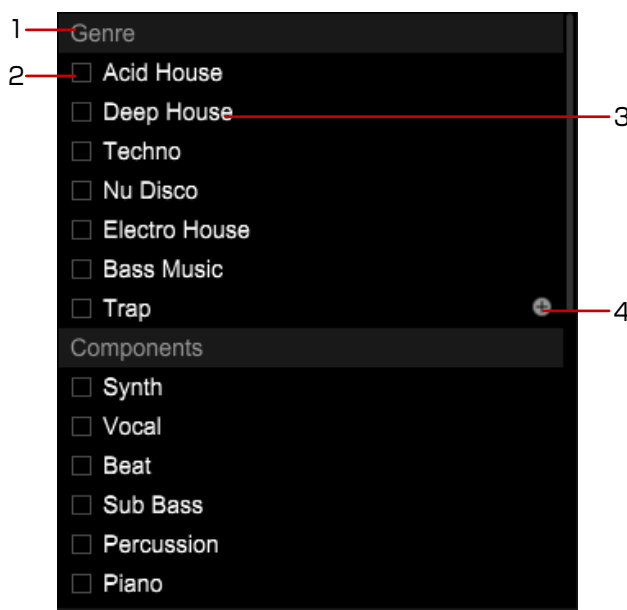 1 Genre
2 Acid House
Deep House 3
Techno
Nu Disco
Electro House
Bass Music
Trap 4
Components
Synth
Vocal
Beat
Sub Bass
Percussion
Piano